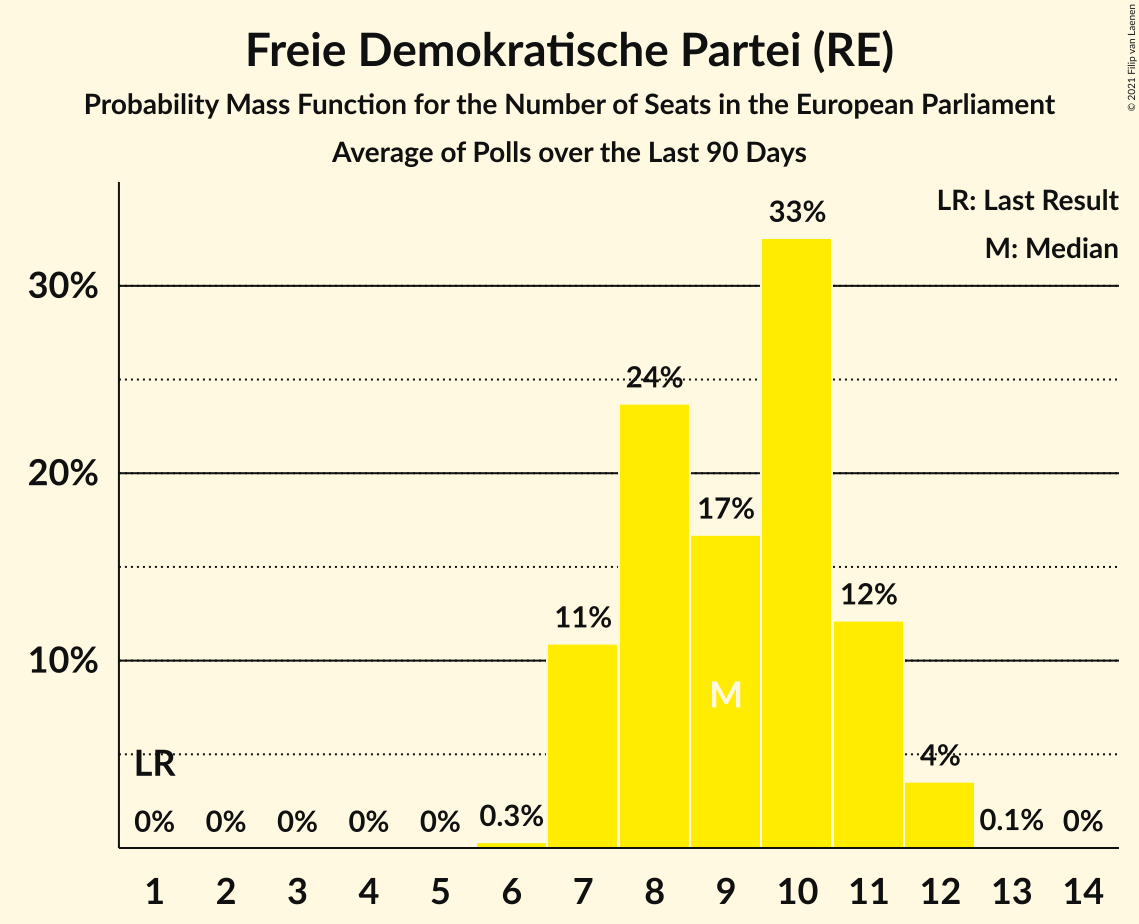 Freie Demokratische Partei (RE)
Probability Mass Function for the Number of Seats in the European Parliament
Average of Polls over the Last 90 Days
© 2021 Filip van Laenen
LR: Last Result
M: Median
33%
30%
24%
20%
17%
12%
11%
10%
M
LR
4%
0% 0% 0% 0% 0% 0.3% 0.1% 0%
1 2 3 4 5 6 7 8 9 10 11 12 13 14